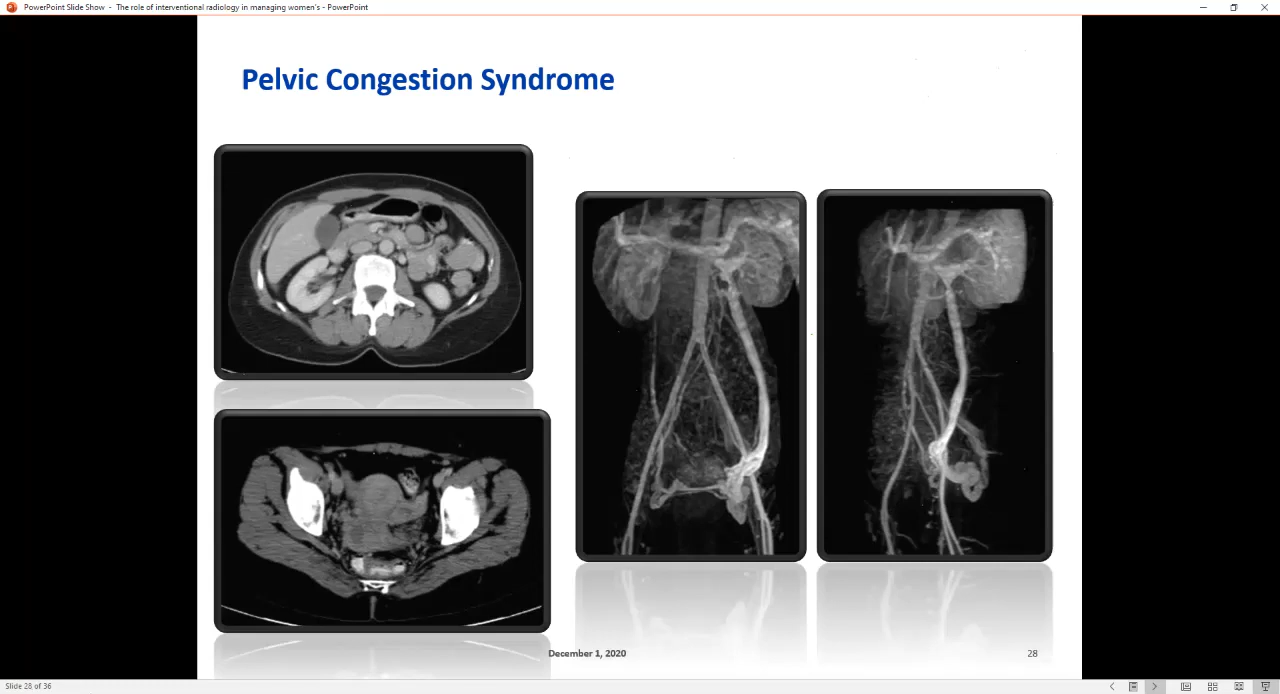 PowerPoint Slide Show - The role of interventional radiology in managing women's - PowerPoint
Pelvic Congestion Syndrome
December 1, 2020
28
Slide 28 of 36